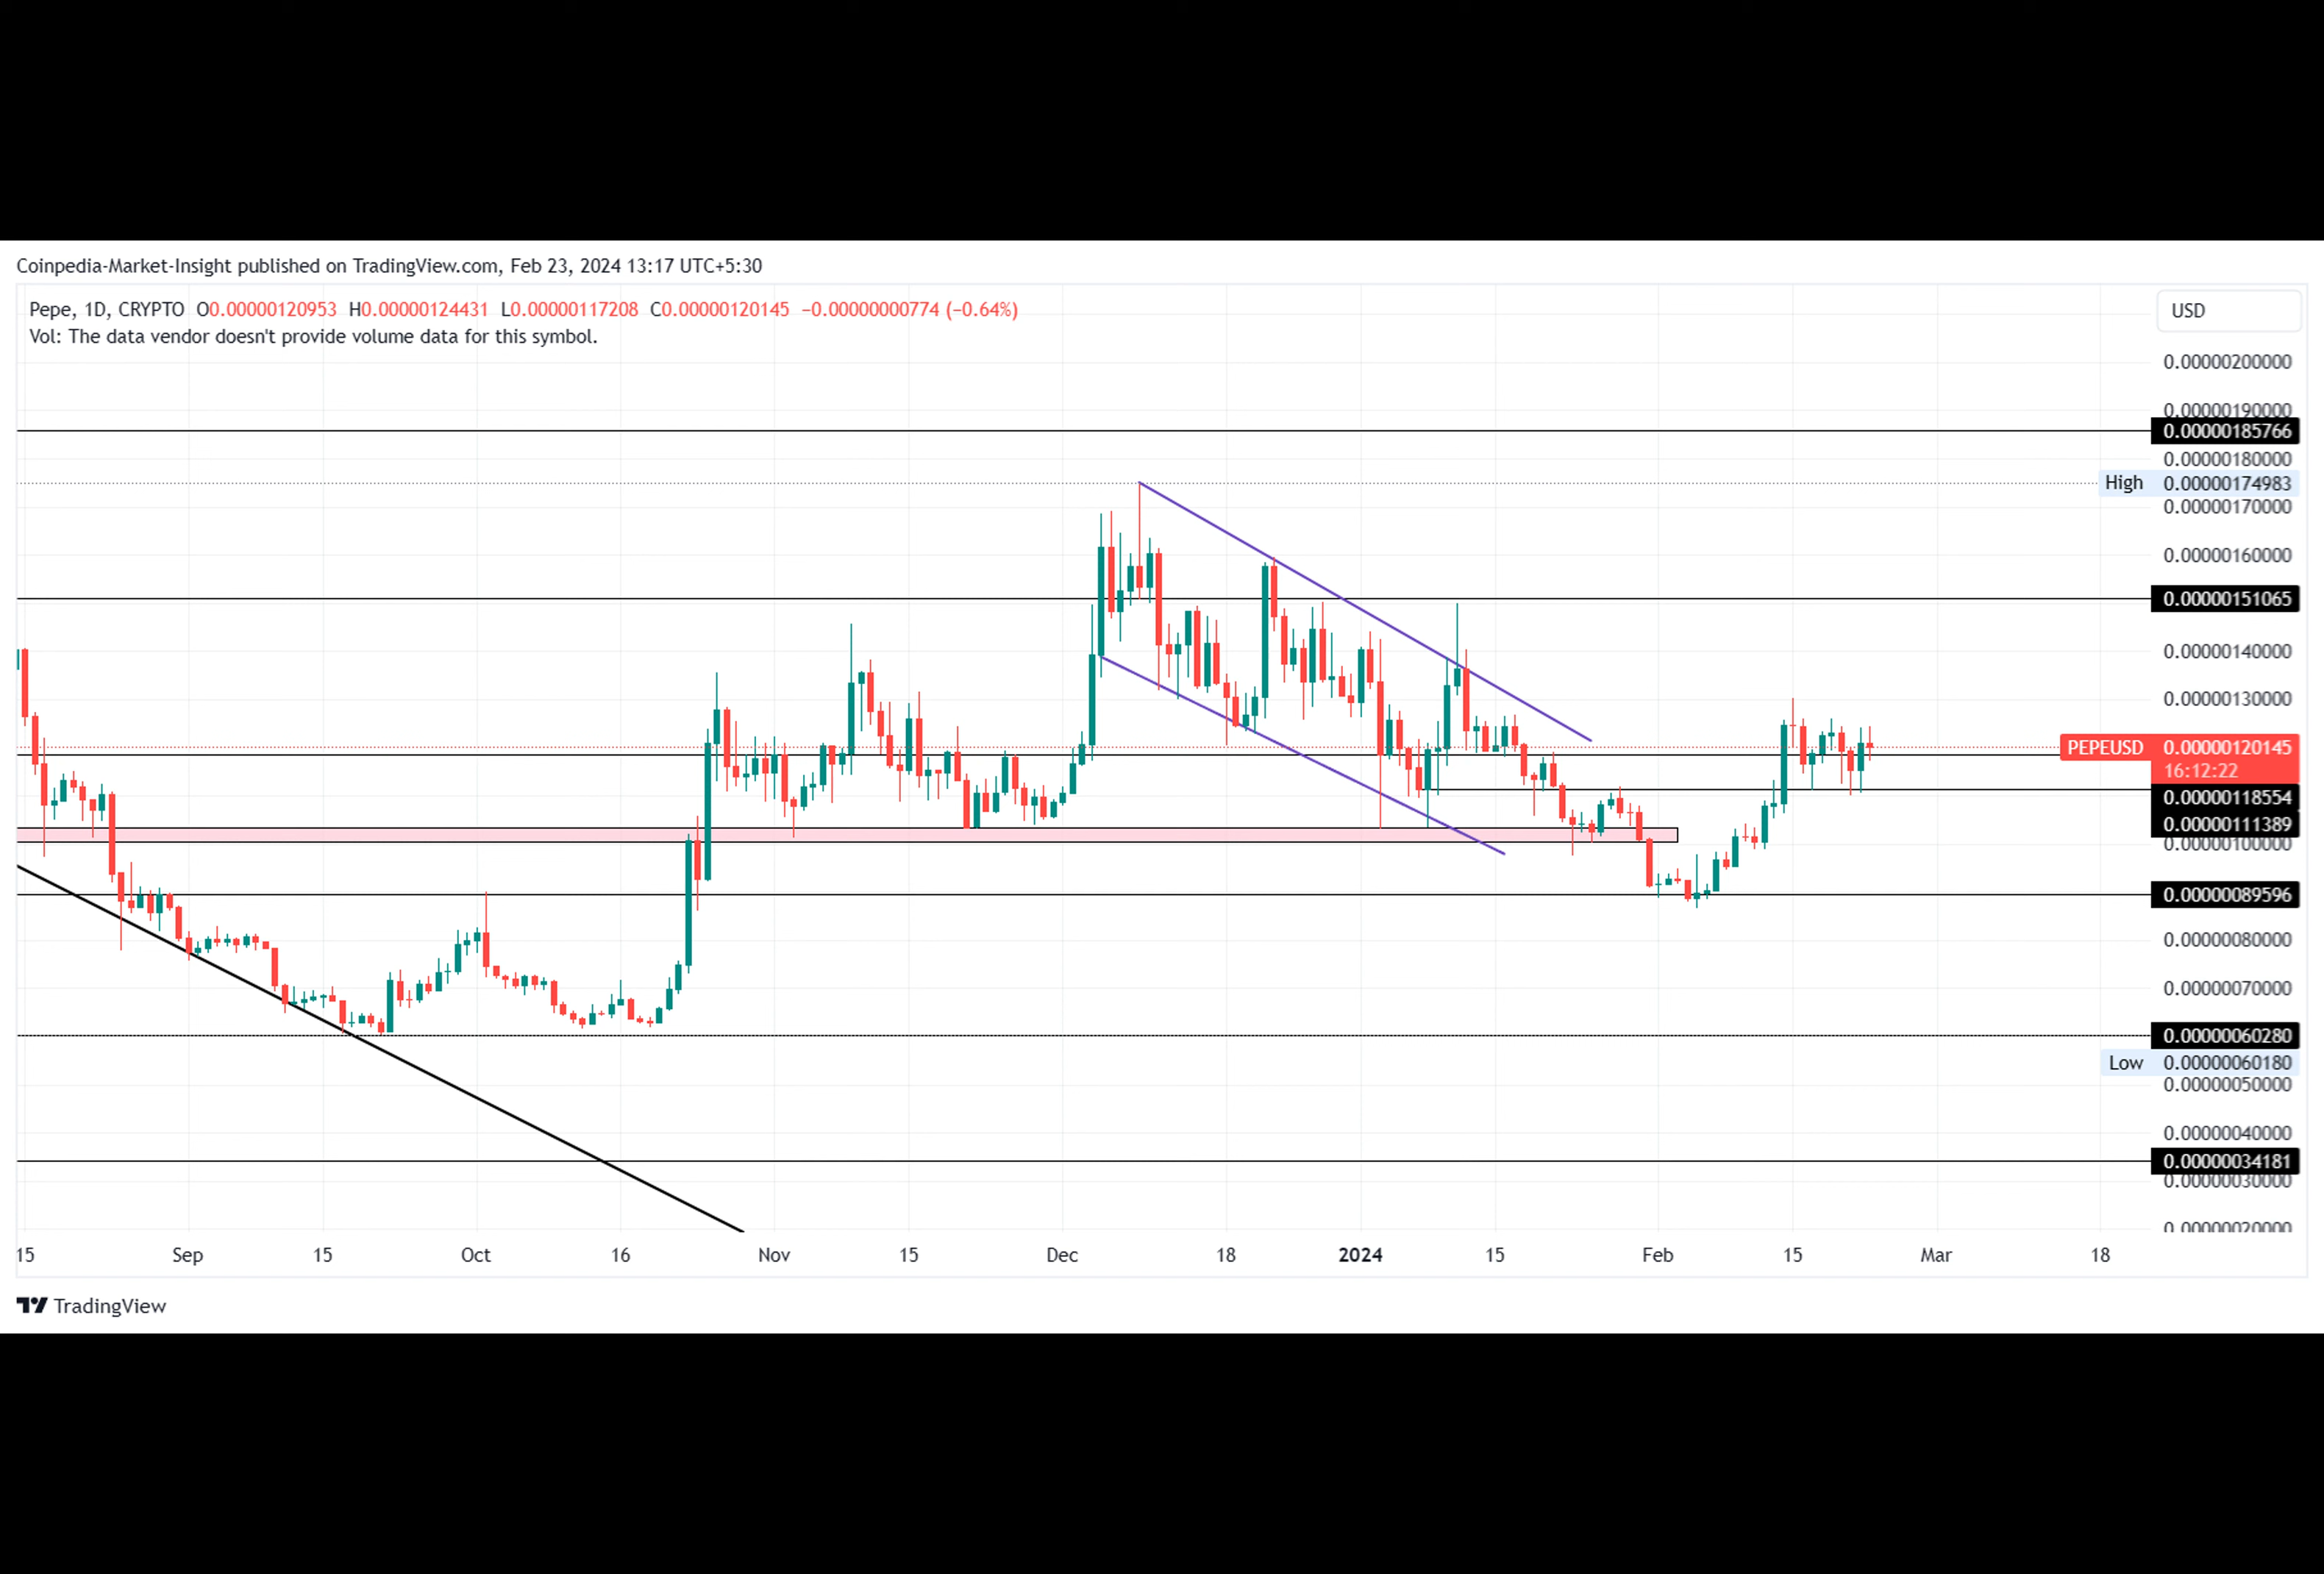 Coinpedia-Market-Insight published on TradingView.com, Feb 23, 2024 13:17 UTC+5:30
Pepe, 1D, CRYPTO O0.00000120953 H0.00000124431 L0.00000117208 C0.00000120145 −0.00000000774 (−0.64%)
USD
Vol: The data vendor doesn't provide volume data for this symbol.
0.00000200000
0.00000190000
0.00000185766
0.00000180000
High 0.00000174983
0.00000170000
0.00000160000
0.00000151065
0.00000140000
0.00000130000
PEPEUSD 0.00000120145
16:12:22
0.00000118554
0.00000111389
0.00000100000
0.00000089596
0.00000080000
0.00000070000
0.00000060280
Low 0.00000060180
0.00000050000
0.00000040000
0.00000034181
0.00000030000
0.00000020000
15 Sep 15 Oct 16 Nov 15 Dec 18 2024 15 Feb 15 Mar 18
TradingView